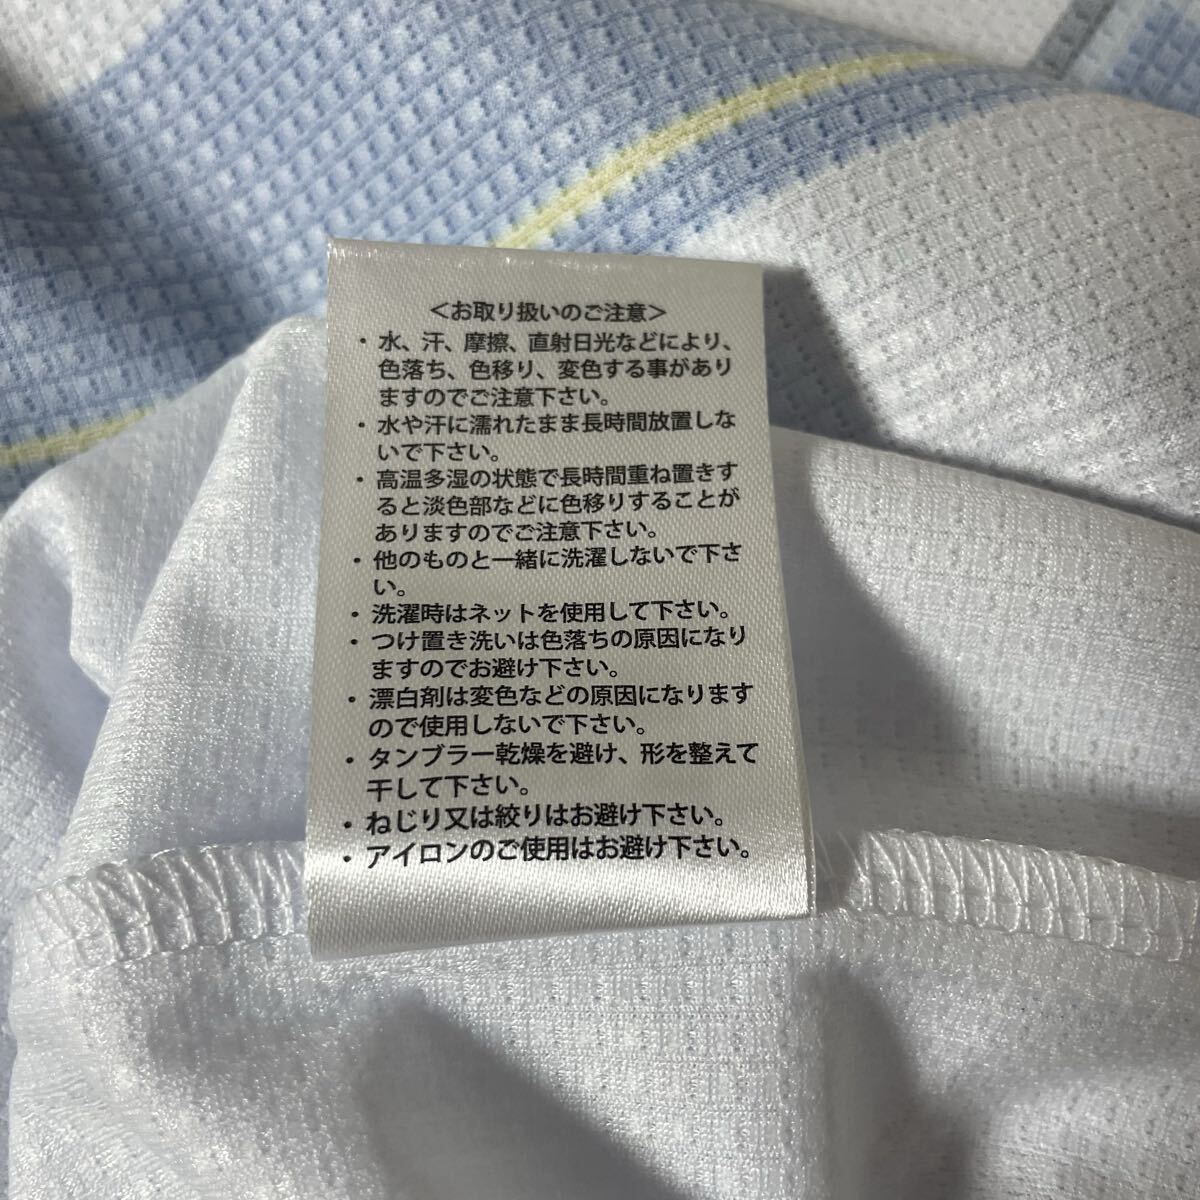 ＜お取り扱いのご注意＞
・水、汗、摩擦、直射日光などにより、
色落ち、色移り、変色する事があり
ますのでご注意下さい。
・水や汗に濡れたまま長時間放置しな
いで下さい。
・高温多湿の状態で長時間重ね置きす
ると淡色部などに色移りすることが
ありますのでご注意下さい。
・他のものと一緒に洗濯しないで下さ
い。
・洗濯時はネットを使用して下さい。
・つけ置き洗いは色落ちの原因になり
ますのでお避け下さい。
・漂白剤は変色などの原因になります
ので使用しないで下さい。
・タンブラー乾燥を避け、形を整えて
干して下さい。
・ねじり又は絞りはお避け下さい。
・アイロンのご使用はお避け下さい。